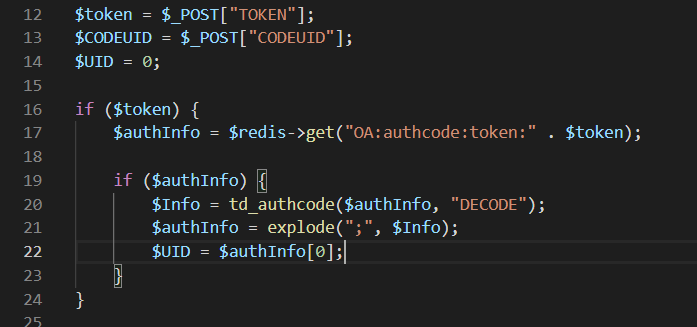 12 $token = $_POST["TOKEN"];
13 $CODEUID = $_POST["CODEUID"];
14 $UID = 0;
15
16 if ($token) {
17 $authInfo = $redis->get("OA:authcode:token:" . $token);
18
19 if ($authInfo) {
20 $Info = td_authcode($authInfo, "DECODE");
21 $authInfo = explode(";", $Info);
22 $UID = $authInfo[0];
23 }
24 }
25